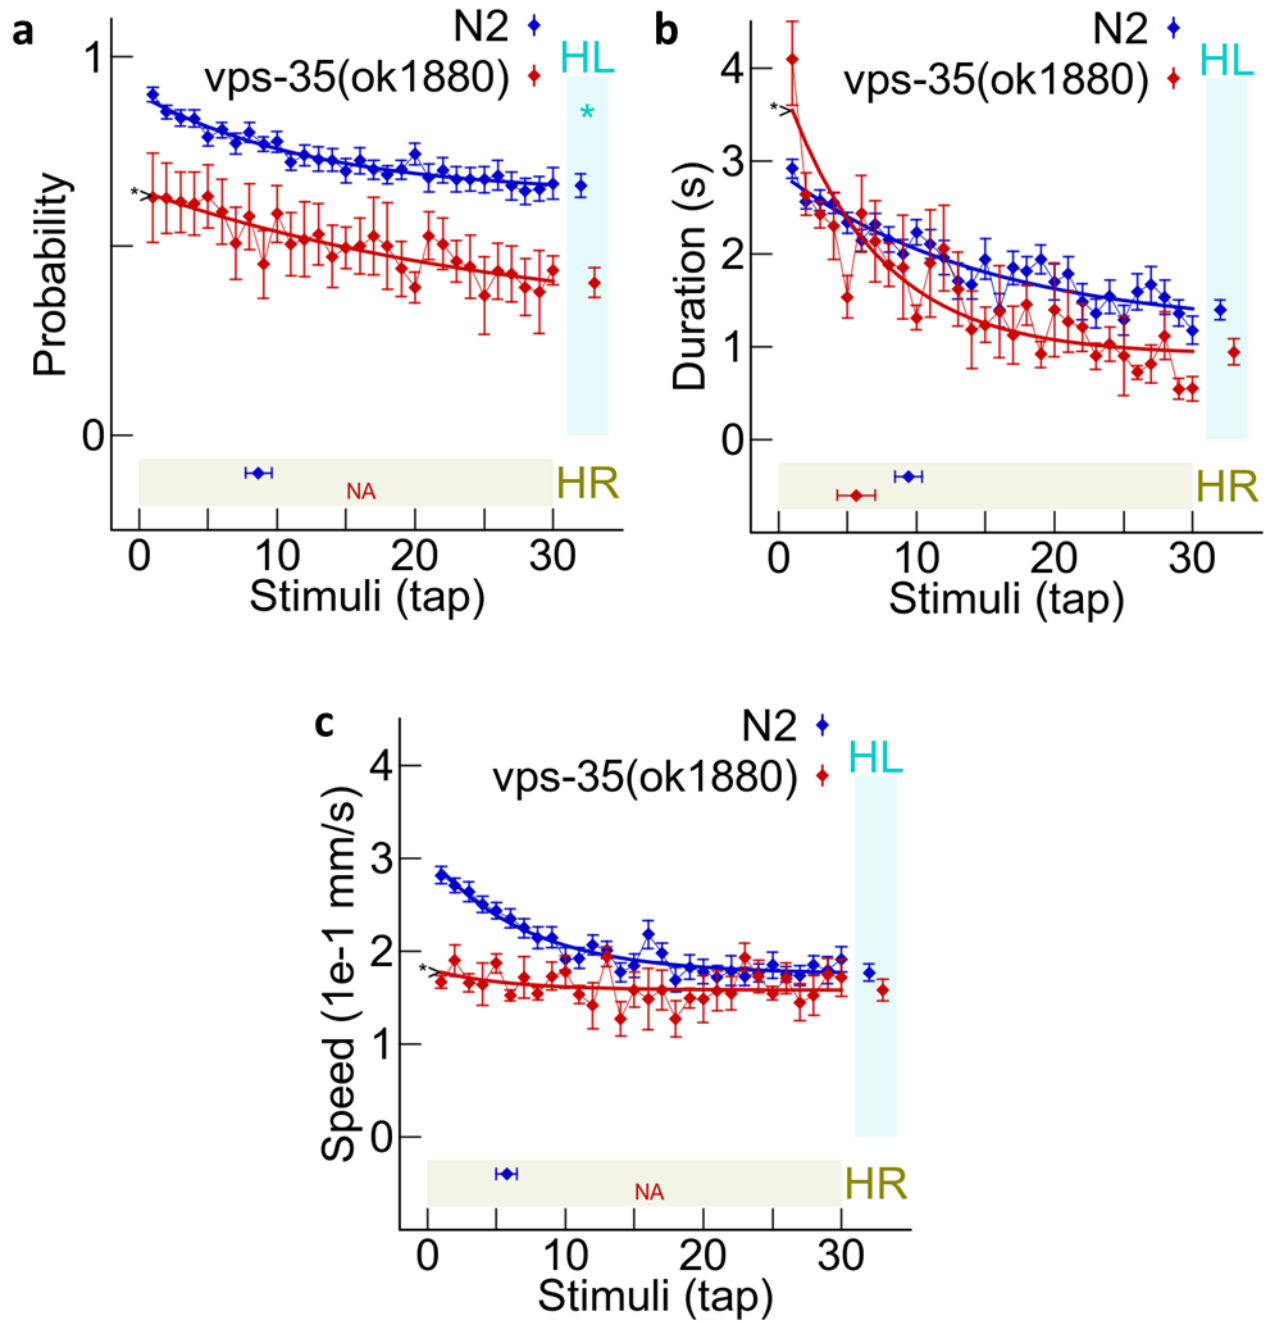 a
N2
vps-35(ok1880)
HL
*
1
*>
Probability
0
NA
HR
0 10 20 30
Stimuli (tap)
b
N2
vps-35(ok1880)
HL
4
*>
3
Duration (s)
2
1
0
HR
0 10 20 30
Stimuli (tap)
c
N2
vps-35(ok1880)
HL
4
3
2
*>
Speed (1e-1 mm/s)
1
0
NA
HR
0 10 20 30
Stimuli (tap)